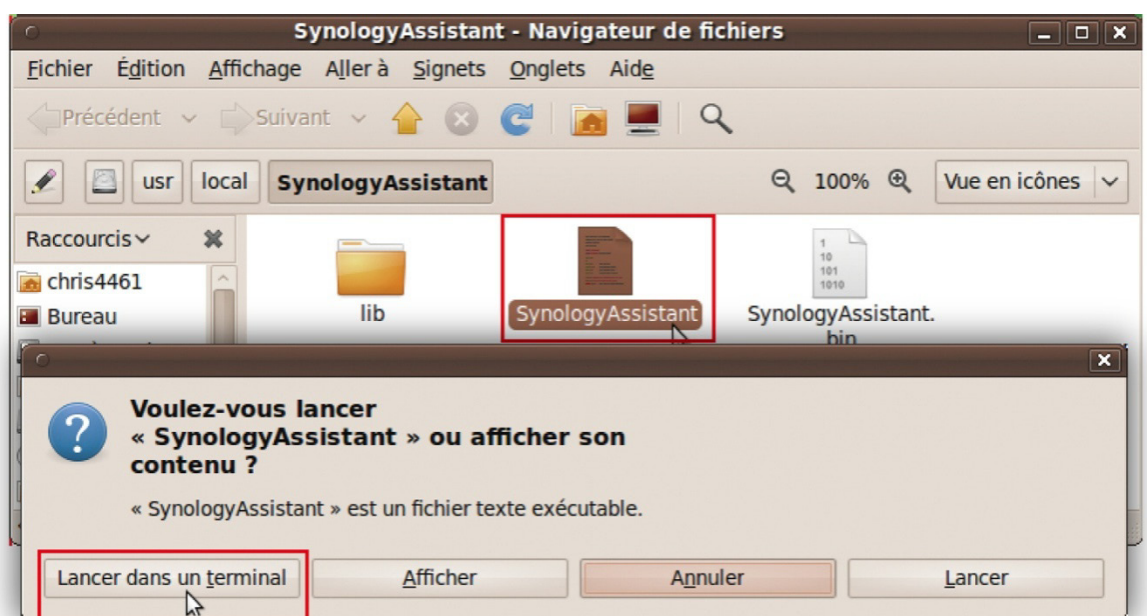 SynologyAssistant - Navigateur de fichiers
Fichier Édition Affichage Aller à Signets Onglets Aide
Précédent Suivant
usr local SynologyAssistant 100% Vue en icônes
Raccourcis
chris4461
Bureau
lib
SynologyAssistant
1
10
101
1010
SynologyAssistant.
bin
Voulez-vous lancer
« SynologyAssistant » ou afficher son
contenu ?
« SynologyAssistant » est un fichier texte exécutable.
Lancer dans un terminal Afficher Annuler Lancer